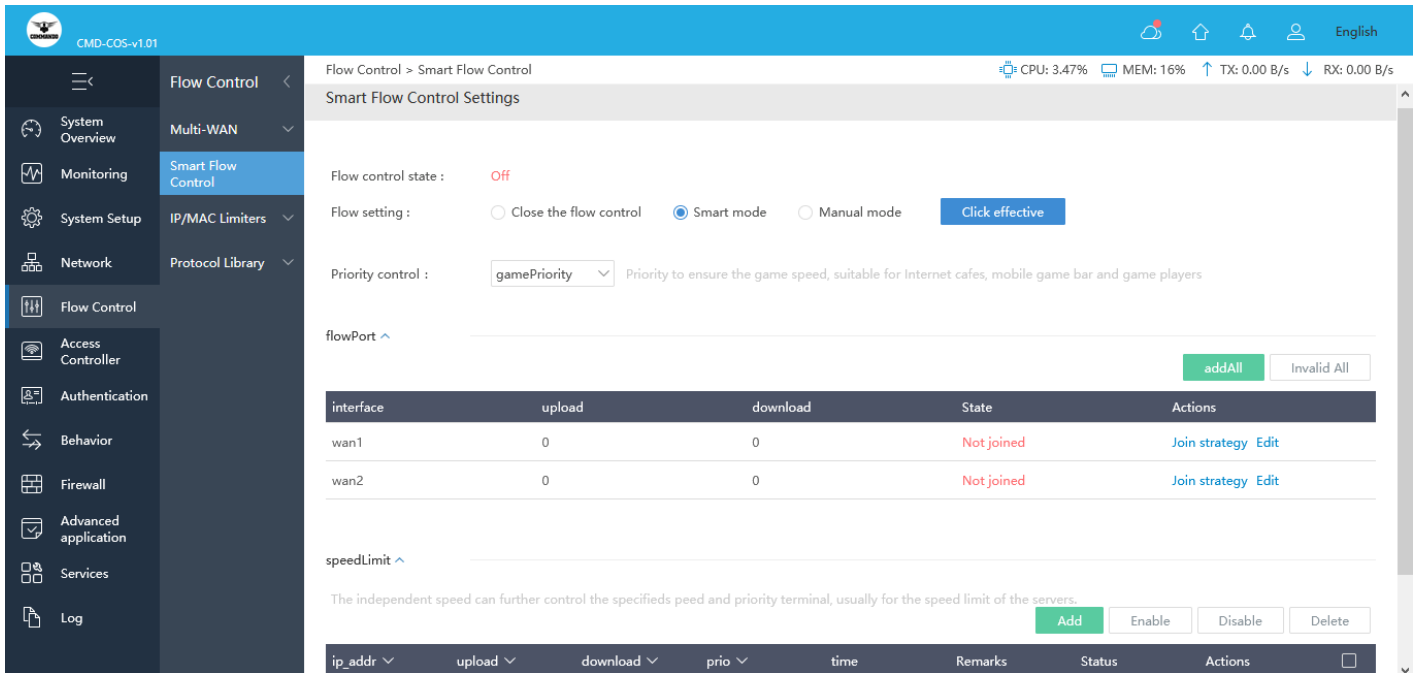 COMMANDO
CMD-COS-v1.01
English
Flow Control
Flow Control > Smart Flow Control
CPU: 3.47% MEM: 16% TX: 0.00 B/s RX: 0.00 B/s
Smart Flow Control Settings
System
Overview
Monitoring
System Setup
Network
Flow Control
Access
Controller
Authentication
Behavior
Firewall
Advanced
application
Services
Log
Multi-WAN
Smart Flow
Control
IP/MAC Limiters
Protocol Library
Flow control state : Off
Flow setting : Close the flow control Smart mode Manual mode Click effective
Priority control : gamePriority Priority to ensure the game speed, suitable for Internet cafes, mobile game bar and game players
flowPort
addAll Invalid All
interface upload download State Actions
wan1 0 0 Not joined Join strategy Edit
wan2 0 0 Not joined Join strategy Edit
speedLimit
The independent speed can further control the specifieds peed and priority terminal, usually for the speed limit of the servers.
Add Enable Disable Delete
ip_addr upload download prio time Remarks Status Actions